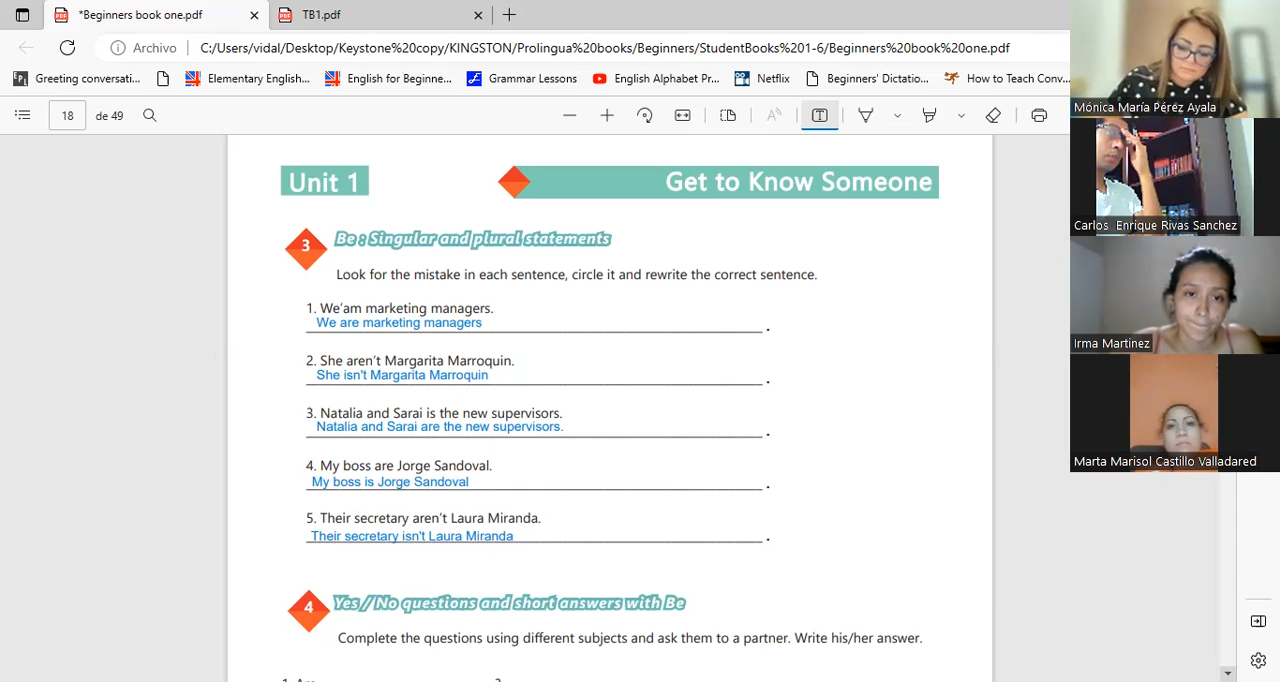 *Beginners book one.pdf
TB1.pdf
Archivo
C:/Users/vidal/Desktop/Keystone%20copy/KINGSTON/Prolingua%20books/Beginners/StudentBooks%201-6/Beginners%20book%20one.pdf
Greeting conversati...
Elementary English...
English for Beginne...
Grammar Lessons
English Alphabet Pr...
Netflix
Beginners' Dictatio...
How to Teach Conv...
18
de 49
Unit 1
Get to Know Someone
3
Be : Singular and plural statements
Look for the mistake in each sentence, circle it and rewrite the correct sentence.
1. We'am marketing managers.
We are marketing managers
2. She aren't Margarita Marroquin.
She isn't Margarita Marroquin
3. Natalia and Sarai is the new supervisors.
Natalia and Sarai are the new supervisors.
4. My boss are Jorge Sandoval.
My boss is Jorge Sandoval
5. Their secretary aren't Laura Miranda.
Their secretary isn't Laura Miranda
4
Yes / No questions and short answers with Be
Complete the questions using different subjects and ask them to a partner. Write his/her answer.
Mónica María Pérez Ayala
Carlos Enrique Rivas Sanchez
Irma Martinez
Marta Marisol Castillo Valladared